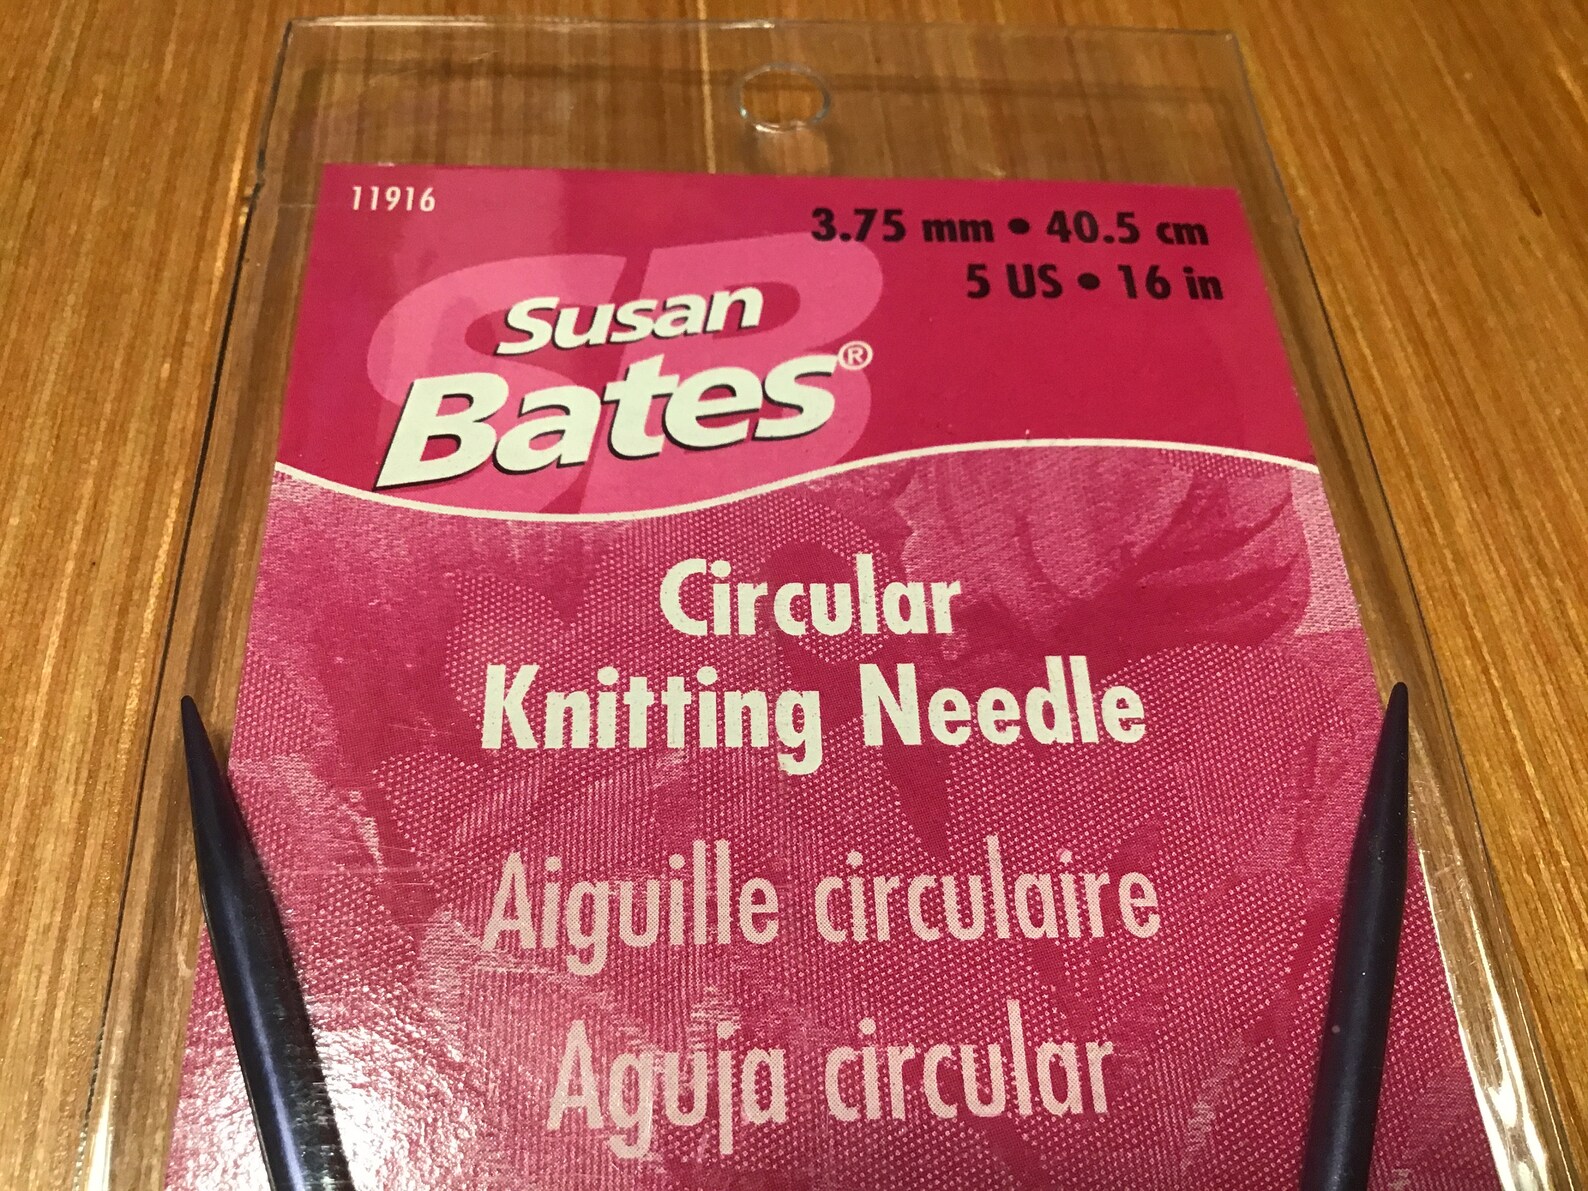 11916
3.75 mm • 40.5 cm
5 US • 16 in
SB
Susan
Bates®
Circular
Knitting Needle
Aiguille circulaire
Aguja circular